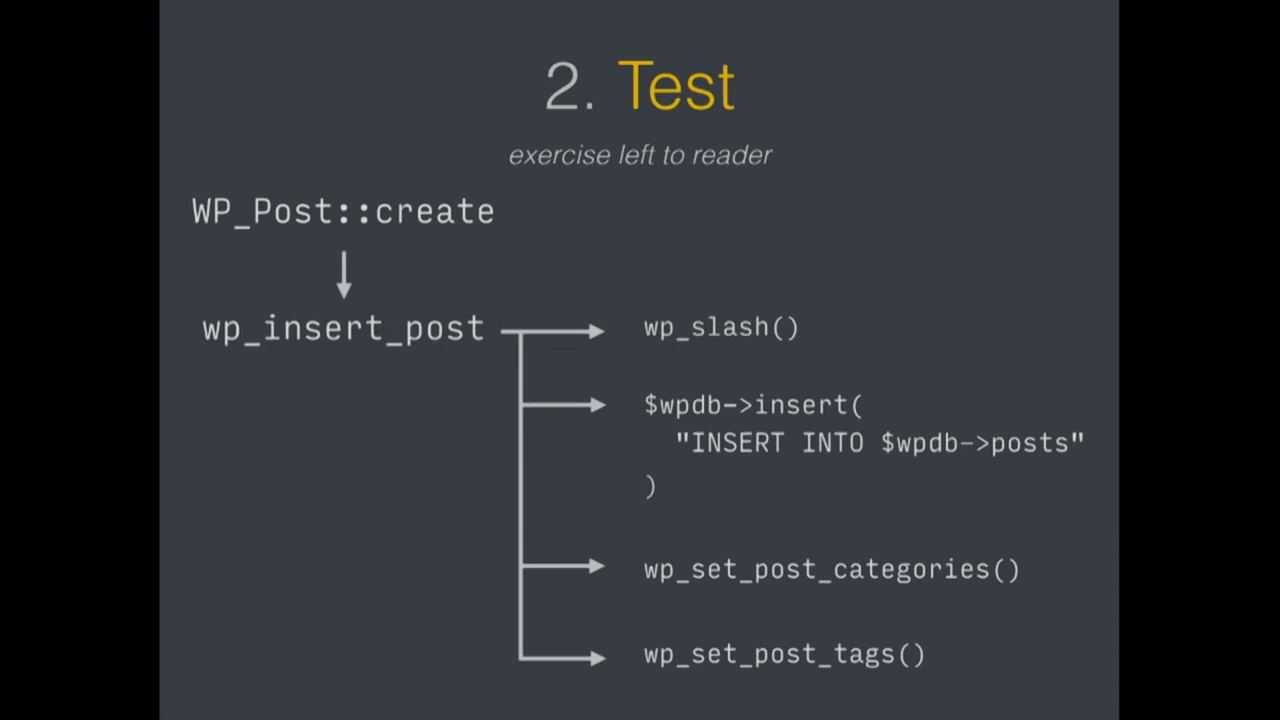 2. Test
exercise left to reader
WP_Post::create
wp_insert_post
wp_slash()
$wpdb->insert(
"INSERT INTO $wpdb->posts"
)
wp_set_post_categories()
wp_set_post_tags()